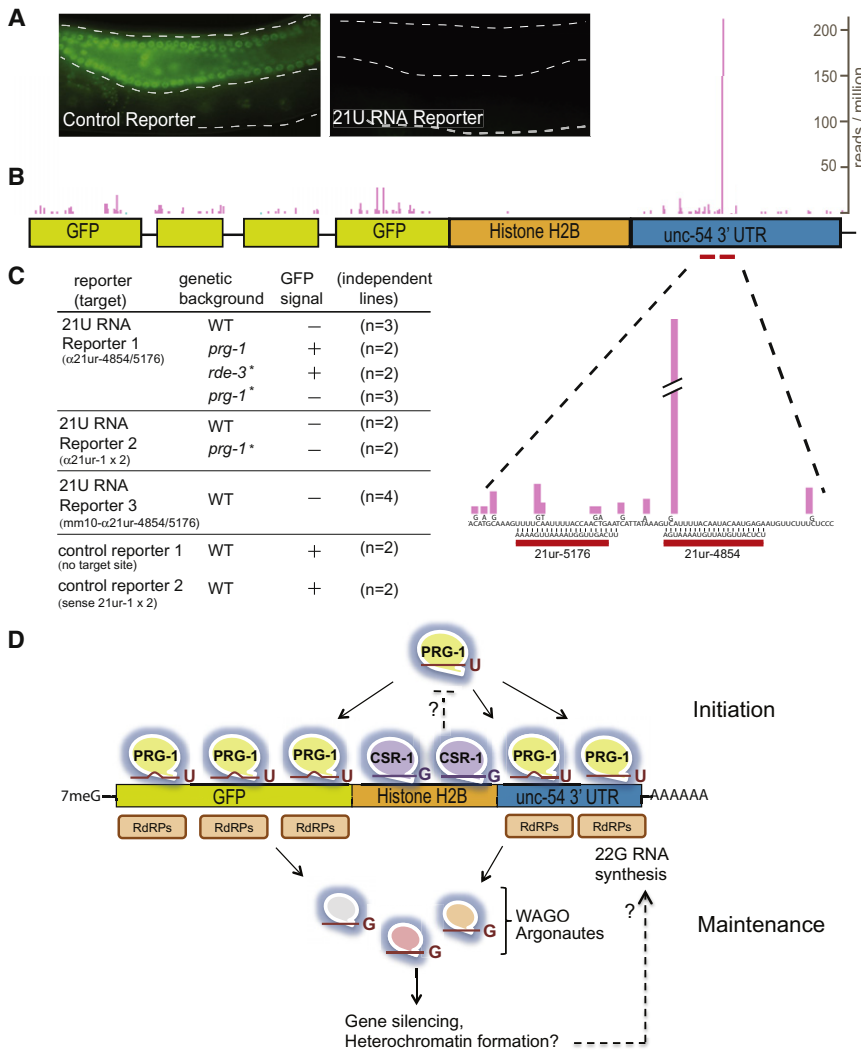 A
Control Reporter
21U RNA Reporter
200
150
100
50
reads / million
B
GFP
GFP
Histone H2B
unc-54 3' UTR
C
reporter (target)
genetic background
GFP signal
(independent lines)
21U RNA Reporter 1 (α21ur-4854/5176)
WT – (n=3)
prg-1 + (n=2)
rde-3* + (n=2)
prg-1* – (n=3)
21U RNA Reporter 2 (α21ur-1 x 2)
WT – (n=2)
prg-1* – (n=2)
21U RNA Reporter 3 (mm10-α21ur-4854/5176)
WT – (n=4)
control reporter 1 (no target site)
WT + (n=2)
control reporter 2 (sense 21ur-1 x 2)
WT + (n=2)
G A G GT GA G A G G
ACAUGCAAAGUUUUCAAUUUUACCAACUGAAUCAUUAUAAAGUCAUUUUACAAUACAAUGAGAAUGUUCUUUCUCCC
21ur-5176
21ur-4854
D
PRG-1
U
Initiation
?
PRG-1 U
PRG-1 U
PRG-1 U
CSR-1 G
CSR-1 G
PRG-1 U
PRG-1 U
7meG
GFP
Histone H2B
unc-54 3' UTR
AAAAAA
RdRPs
RdRPs
RdRPs
RdRPs
RdRPs
22G RNA synthesis
?
G
G
G
WAGO Argonautes
Maintenance
Gene silencing,
Heterochromatin formation?